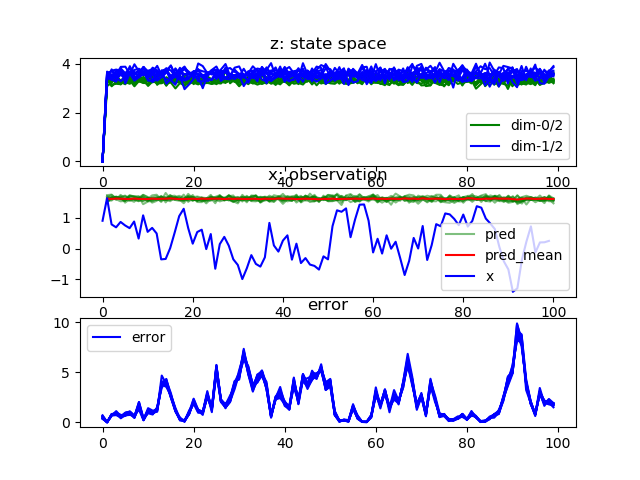 z: state space
4
2
0
dim-0/2
dim-1/2
0 20 40 60 80 100
x: observation
1
0
−1
pred
pred_mean
x
0 20 40 60 80 100
error
10
5
0
error
0 20 40 60 80 100